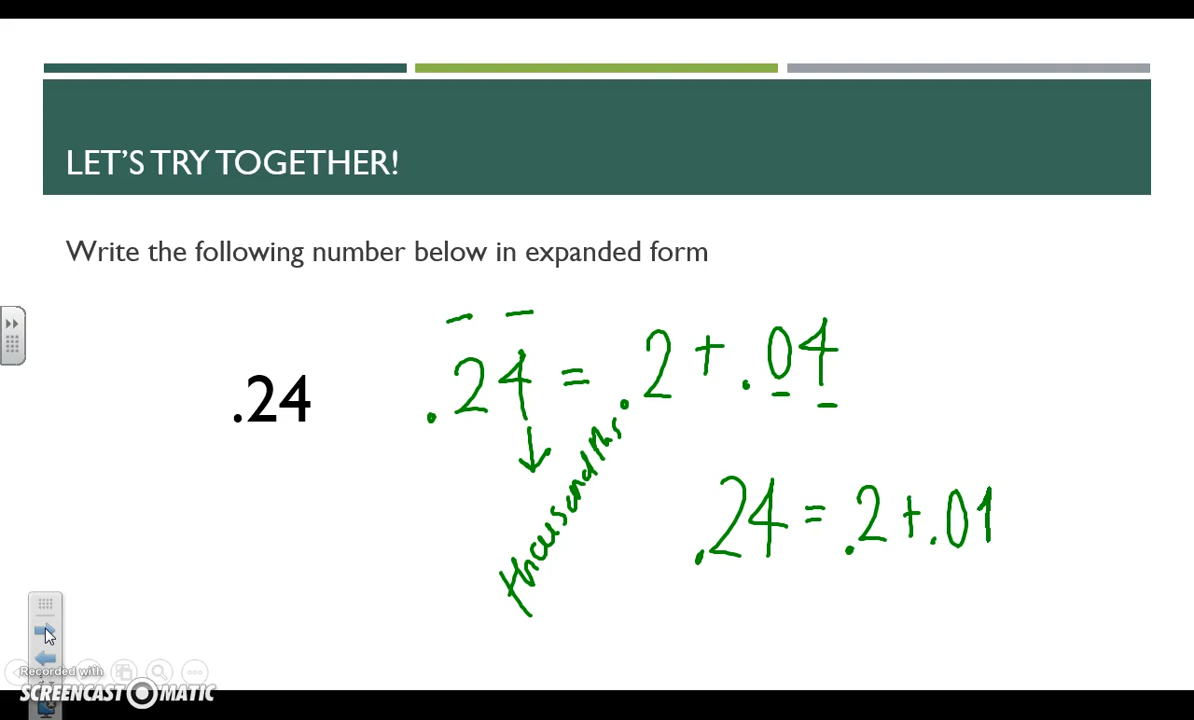 LET'S TRY TOGETHER!
Write the following number below in expanded form
.24
.24 = .2 + .04
thousandths
.24 = .2 + .01
Recorded with
SCREENCAST-O-MATIC